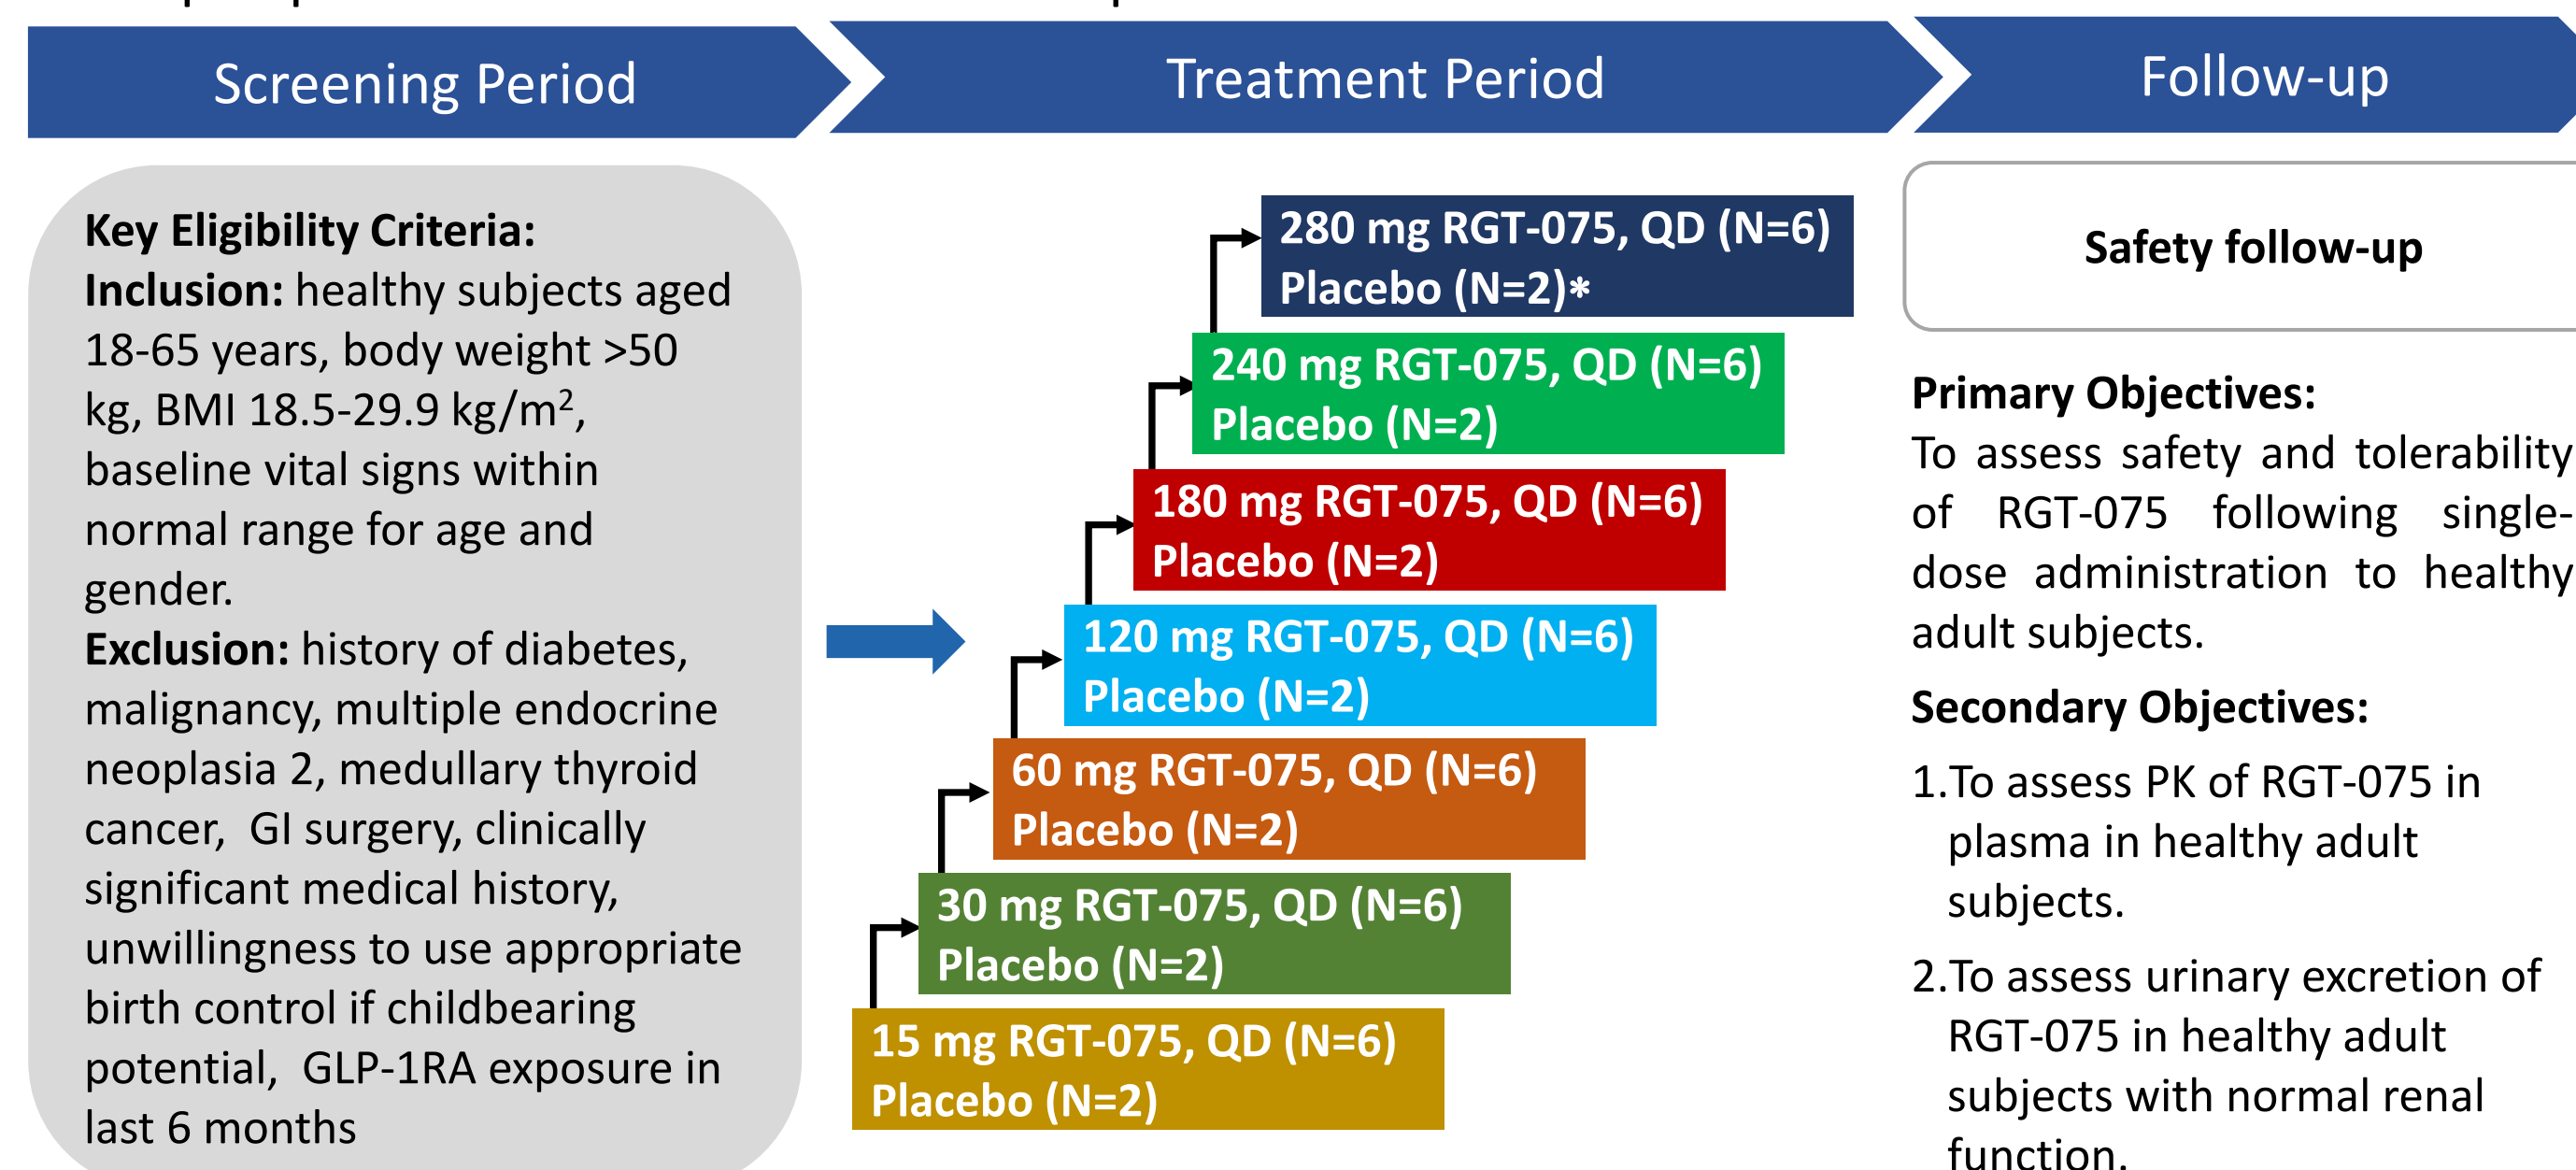 Screening Period
Treatment Period
Follow-up
Key Eligibility Criteria:
Inclusion: healthy subjects aged
18-65 years, body weight >50
kg, BMI 18.5-29.9 kg/m²,
baseline vital signs within
normal range for age and
gender.
Exclusion: history of diabetes,
malignancy, multiple endocrine
neoplasia 2, medullary thyroid
cancer,  GI surgery, clinically
significant medical history,
unwillingness to use appropriate
birth control if childbearing
potential,  GLP-1RA exposure in
last 6 months
280 mg RGT-075, QD (N=6)
Placebo (N=2)*
240 mg RGT-075, QD (N=6)
Placebo (N=2)
180 mg RGT-075, QD (N=6)
Placebo (N=2)
120 mg RGT-075, QD (N=6)
Placebo (N=2)
60 mg RGT-075, QD (N=6)
Placebo (N=2)
30 mg RGT-075, QD (N=6)
Placebo (N=2)
15 mg RGT-075, QD (N=6)
Placebo (N=2)
Safety follow-up
Primary Objectives:
To assess safety and tolerability
of RGT-075 following single-
dose administration to healthy
adult subjects.
Secondary Objectives:
1.To assess PK of RGT-075 in
plasma in healthy adult
subjects.
2.To assess urinary excretion of
RGT-075 in healthy adult
subjects with normal renal
function.